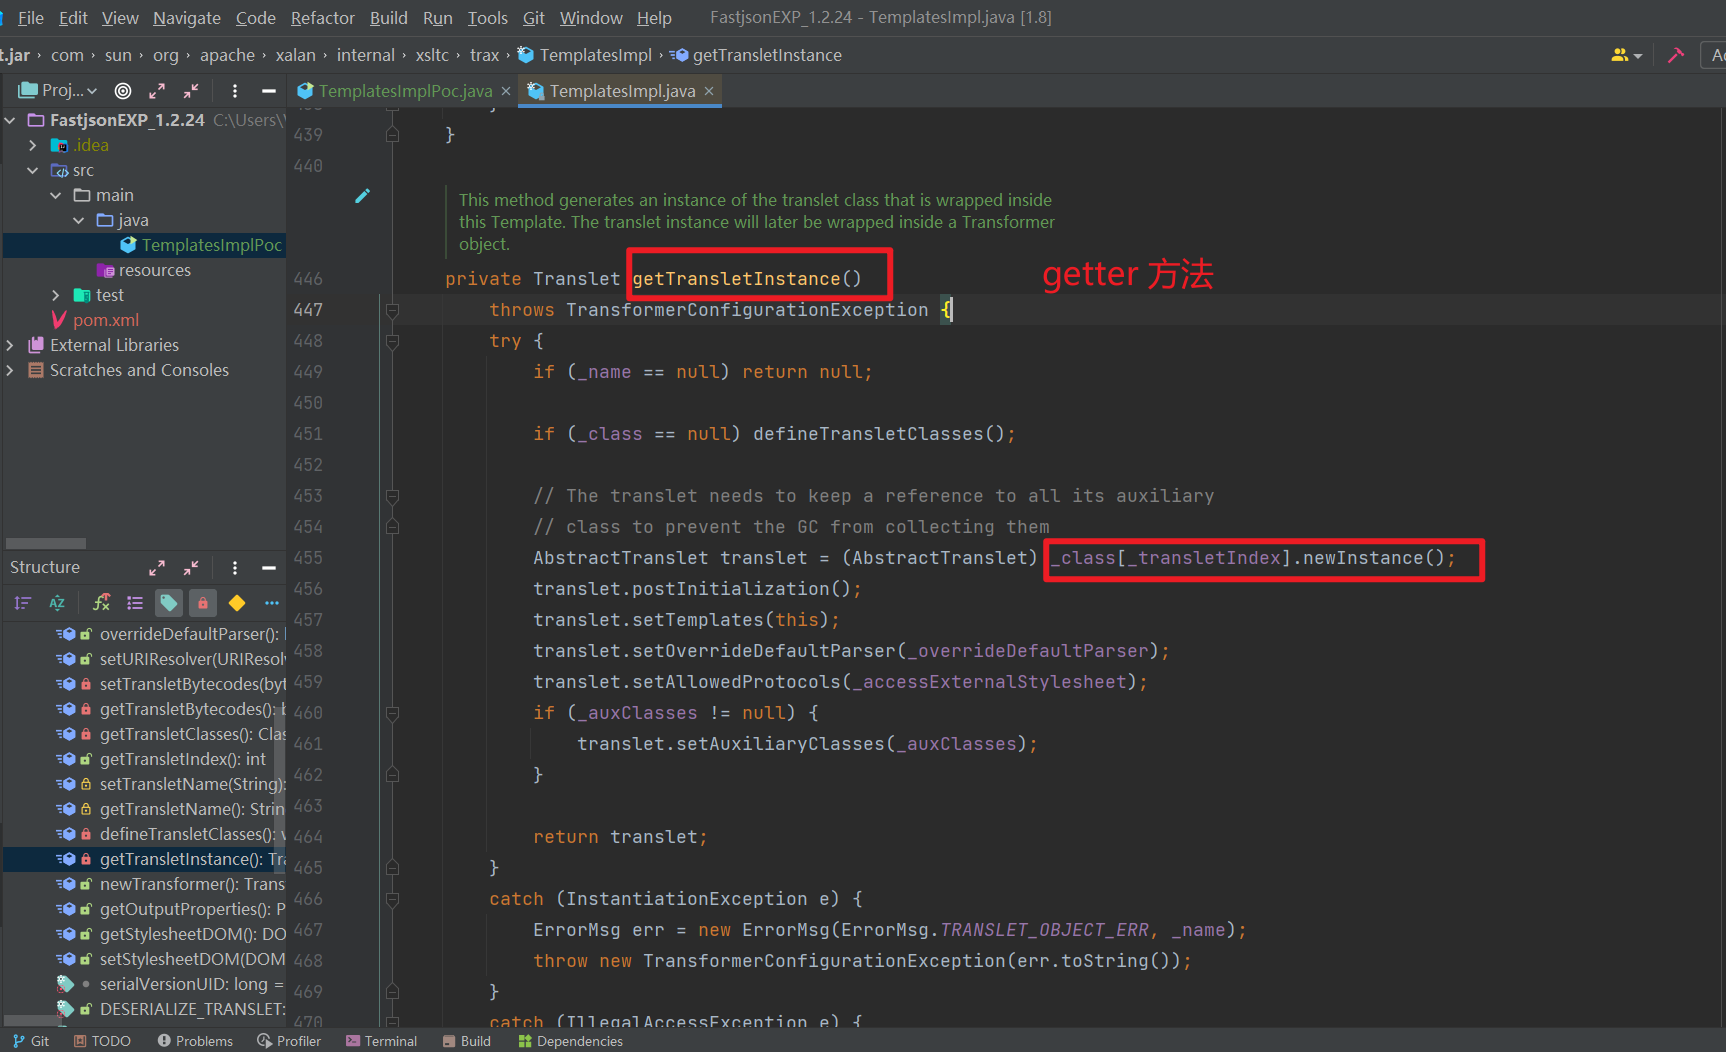 File Edit View Navigate Code Refactor Build Run Tools Git Window Help FastjsonEXP_1.2.24 - TemplatesImpl.java [1.8]
t.jar › com › sun › org › apache › xalan › internal › xsltc › trax › TemplatesImpl › getTransletInstance
Proj...
TemplatesImplPoc.java × TemplatesImpl.java ×
FastjsonEXP_1.2.24 C:\Users\
.idea
src
main
java
TemplatesImplPoc
resources
test
pom.xml
External Libraries
Scratches and Consoles
439 }
440
This method generates an instance of the translet class that is wrapped inside
this Template. The translet instance will later be wrapped inside a Transformer
object.
446 private Translet getTransletInstance()
getter 方法
447 throws TransformerConfigurationException {
448 try {
449 if (_name == null) return null;
450
451 if (_class == null) defineTransletClasses();
452
453 // The translet needs to keep a reference to all its auxiliary
454 // class to prevent the GC from collecting them
455 AbstractTranslet translet = (AbstractTranslet) _class[_transletIndex].newInstance();
456 translet.postInitialization();
457 translet.setTemplates(this);
458 translet.setOverrideDefaultParser(_overrideDefaultParser);
459 translet.setAllowedProtocols(_accessExternalStylesheet);
460 if (_auxClasses != null) {
461 translet.setAuxiliaryClasses(_auxClasses);
462 }
463
464 return translet;
465 }
466 catch (InstantiationException e) {
467 ErrorMsg err = new ErrorMsg(ErrorMsg.TRANSLET_OBJECT_ERR, _name);
468 throw new TransformerConfigurationException(err.toString());
469 }
470 catch (IllegalAccessException e) {
Structure
overrideDefaultParser():
setURIResolver(URIResol
setTransletBytecodes(byt
getTransletBytecodes():
getTransletClasses(): Clas
getTransletIndex(): int
setTransletName(String):
getTransletName(): Strin
defineTransletClasses():
getTransletInstance(): Tra
newTransformer(): Trans
getOutputProperties(): P
getStylesheetDOM(): DO
setStylesheetDOM(DOM
serialVersionUID: long =
DESERIALIZE_TRANSLET:
Git TODO Problems Profiler Terminal Build Dependencies